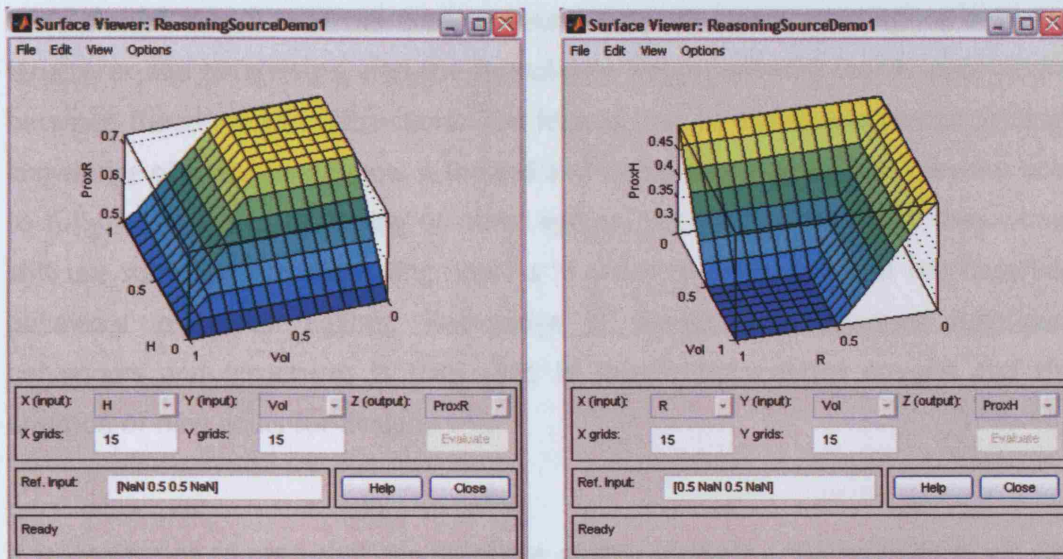 Surface Viewer: ReasoningSourceDemo1
File Edit View Options
0.7
0.6
0.5
ProxR
0.5
0
H
1
0.5
0
Vol
X (input): H Y (input): Vol Z (output): ProxR
X grids: 15 Y grids: 15 Evaluate
Ref. Input: [NaN 0.5 0.5 NaN] Help Close
Ready
Surface Viewer: ReasoningSourceDemo1
File Edit View Options
0.45
0.4
0.35
0.3
ProxH
0
0.5
Vol 1
1
0.5
0
R
X (input): R Y (input): Vol Z (output): ProxH
X grids: 15 Y grids: 15 Evaluate
Ref. Input: [0.5 NaN 0.5 NaN] Help Close
Ready